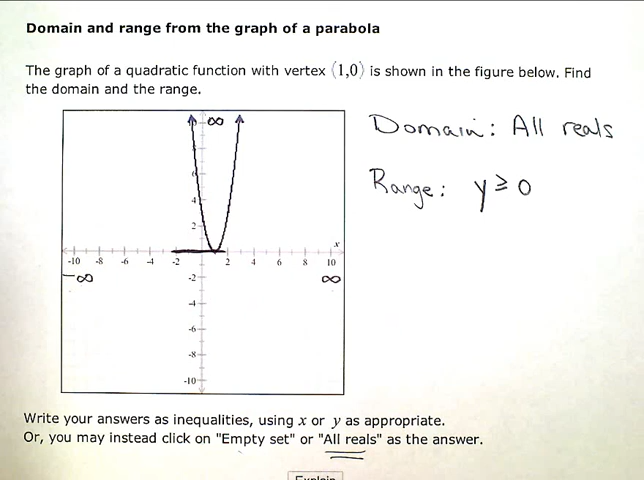 Domain and range from the graph of a parabola
The graph of a quadratic function with vertex (1,0) is shown in the figure below. Find
the domain and the range.
∞
Domain: All reals
6
Range: y ≥ 0
4
2
x
-10 -8 -6 -4 -2 2 4 6 8 10
-∞ -2 ∞
-4
-6
-8
-10
Write your answers as inequalities, using x or y as appropriate.
Or, you may instead click on "Empty set" or "All reals" as the answer.
Explain